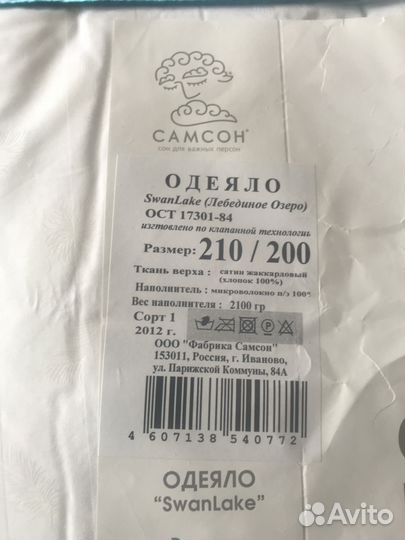 САМСОН®
сон для важных персон
ОДЕЯЛО
SwanLake (Лебединое Озеро)
ОСТ 17301-84
изготовлено по клапанной технологии
Размер: 210 / 200
Ткань верха : сатин жаккардовый
(хлопок 100%)
Наполнитель : микроволокно п/э 100%
Вес наполнителя : 2100 гр
Сорт 1
2012 г.
ООО "Фабрика Самсон"
153011, Россия, г. Иваново,
ул. Парижской Коммуны, 84А
4 607138 540772
ОДЕЯЛО
“SwanLake”
Avito